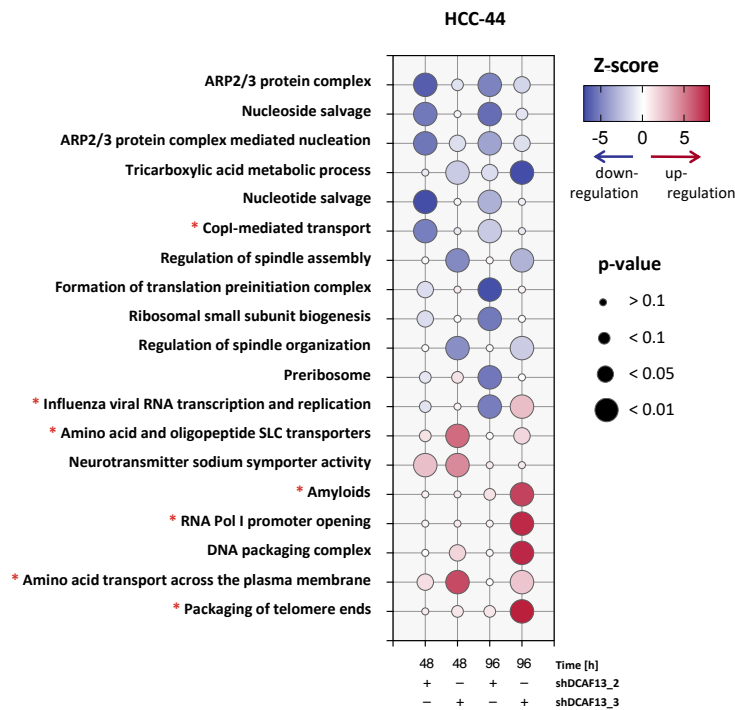 HCC-44
ARP2/3 protein complex
Nucleoside salvage
ARP2/3 protein complex mediated nucleation
Tricarboxylic acid metabolic process
Nucleotide salvage
* CopI-mediated transport
Regulation of spindle assembly
Formation of translation preinitiation complex
Ribosomal small subunit biogenesis
Regulation of spindle organization
Preribosome
* Influenza viral RNA transcription and replication
* Amino acid and oligopeptide SLC transporters
Neurotransmitter sodium symporter activity
* Amyloids
* RNA Pol I promoter opening
DNA packaging complex
* Amino acid transport across the plasma membrane
* Packaging of telomere ends
48 48 96 96 Time [h]
+ – + – shDCAF13_2
– + – + shDCAF13_3
Z-score
-5 0 5
down- up-
regulation regulation
p-value
> 0.1
< 0.1
< 0.05
< 0.01